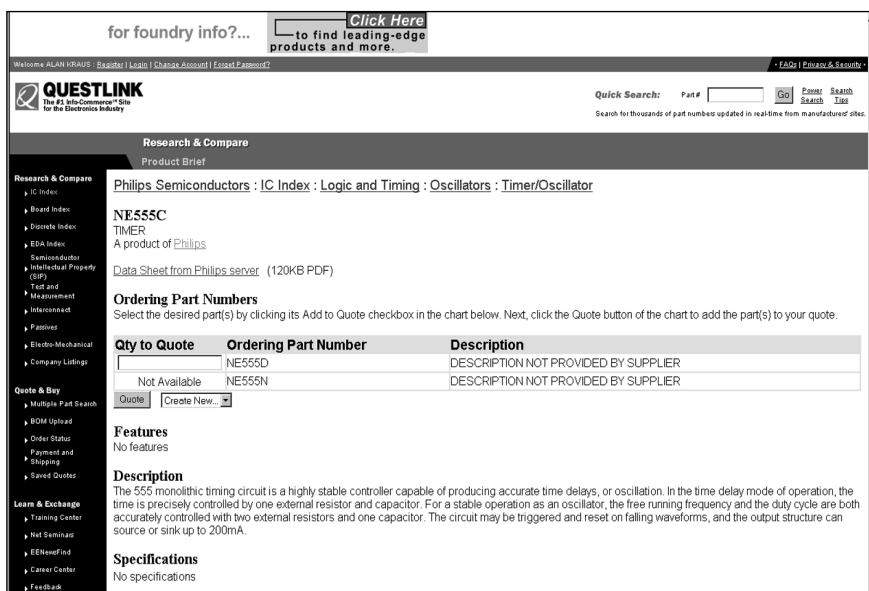 for foundry info?...
Click Here
to find leading-edge
products and more.
Welcome ALAN KRAUS : Register | Login | Change Account | Forget Password?
• FAQs | Privacy & Security •
QUESTLINK
The #1 Info-Commerce™ Site
for the Electronics Industry
Quick Search: Part # Go Power Search Search Tips
Search for thousands of part numbers updated in real-time from manufacturers' sites.
Research & Compare
Product Brief
Research & Compare
IC Index
Board Index
Discrete Index
EDA Index
Semiconductor
Intellectual Property
(SIP)
Test and
Measurement
Interconnect
Passives
Electro-Mechanical
Company Listings
Quote & Buy
Multiple Part Search
BOM Upload
Order Status
Payment and
Shipping
Saved Quotes
Learn & Exchange
Training Center
Net Seminars
EENewsFind
Career Center
Feedback
Philips Semiconductors : IC Index : Logic and Timing : Oscillators : Timer/Oscillator
NE555C
TIMER
A product of Philips
Data Sheet from Philips server (120KB PDF)
Ordering Part Numbers
Select the desired part(s) by clicking its Add to Quote checkbox in the chart below. Next, click the Quote button of the chart to add the part(s) to your quote.
Qty to Quote Ordering Part Number Description
NE555D DESCRIPTION NOT PROVIDED BY SUPPLIER
Not Available NE555N DESCRIPTION NOT PROVIDED BY SUPPLIER
Quote Create New...
Features
No features
Description
The 555 monolithic timing circuit is a highly stable controller capable of producing accurate time delays, or oscillation. In the time delay mode of operation, the
time is precisely controlled by one external resistor and capacitor. For a stable operation as an oscillator, the free running frequency and the duty cycle are both
accurately controlled with two external resistors and one capacitor. The circuit may be triggered and reset on falling waveforms, and the output structure can
source or sink up to 200mA.
Specifications
No specifications